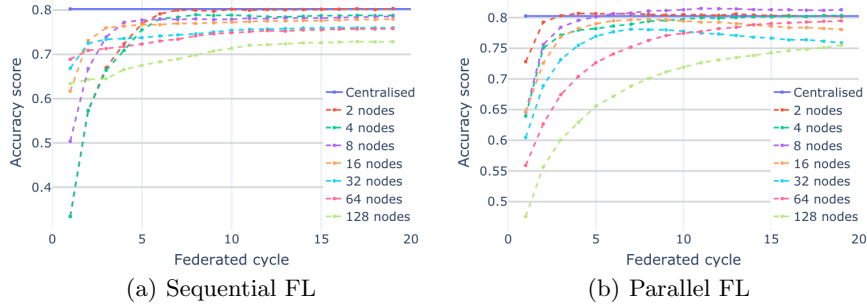 0.8
0.7
0.6
0.5
0.4
Accuracy score
0
5
10
15
20
Federated cycle
Centralised
2 nodes
4 nodes
8 nodes
16 nodes
32 nodes
64 nodes
128 nodes
(a) Sequential FL
0.8
0.75
0.7
0.65
0.6
0.55
0.5
Accuracy score
0
5
10
15
20
Federated cycle
Centralised
2 nodes
4 nodes
8 nodes
16 nodes
32 nodes
64 nodes
128 nodes
(b) Parallel FL